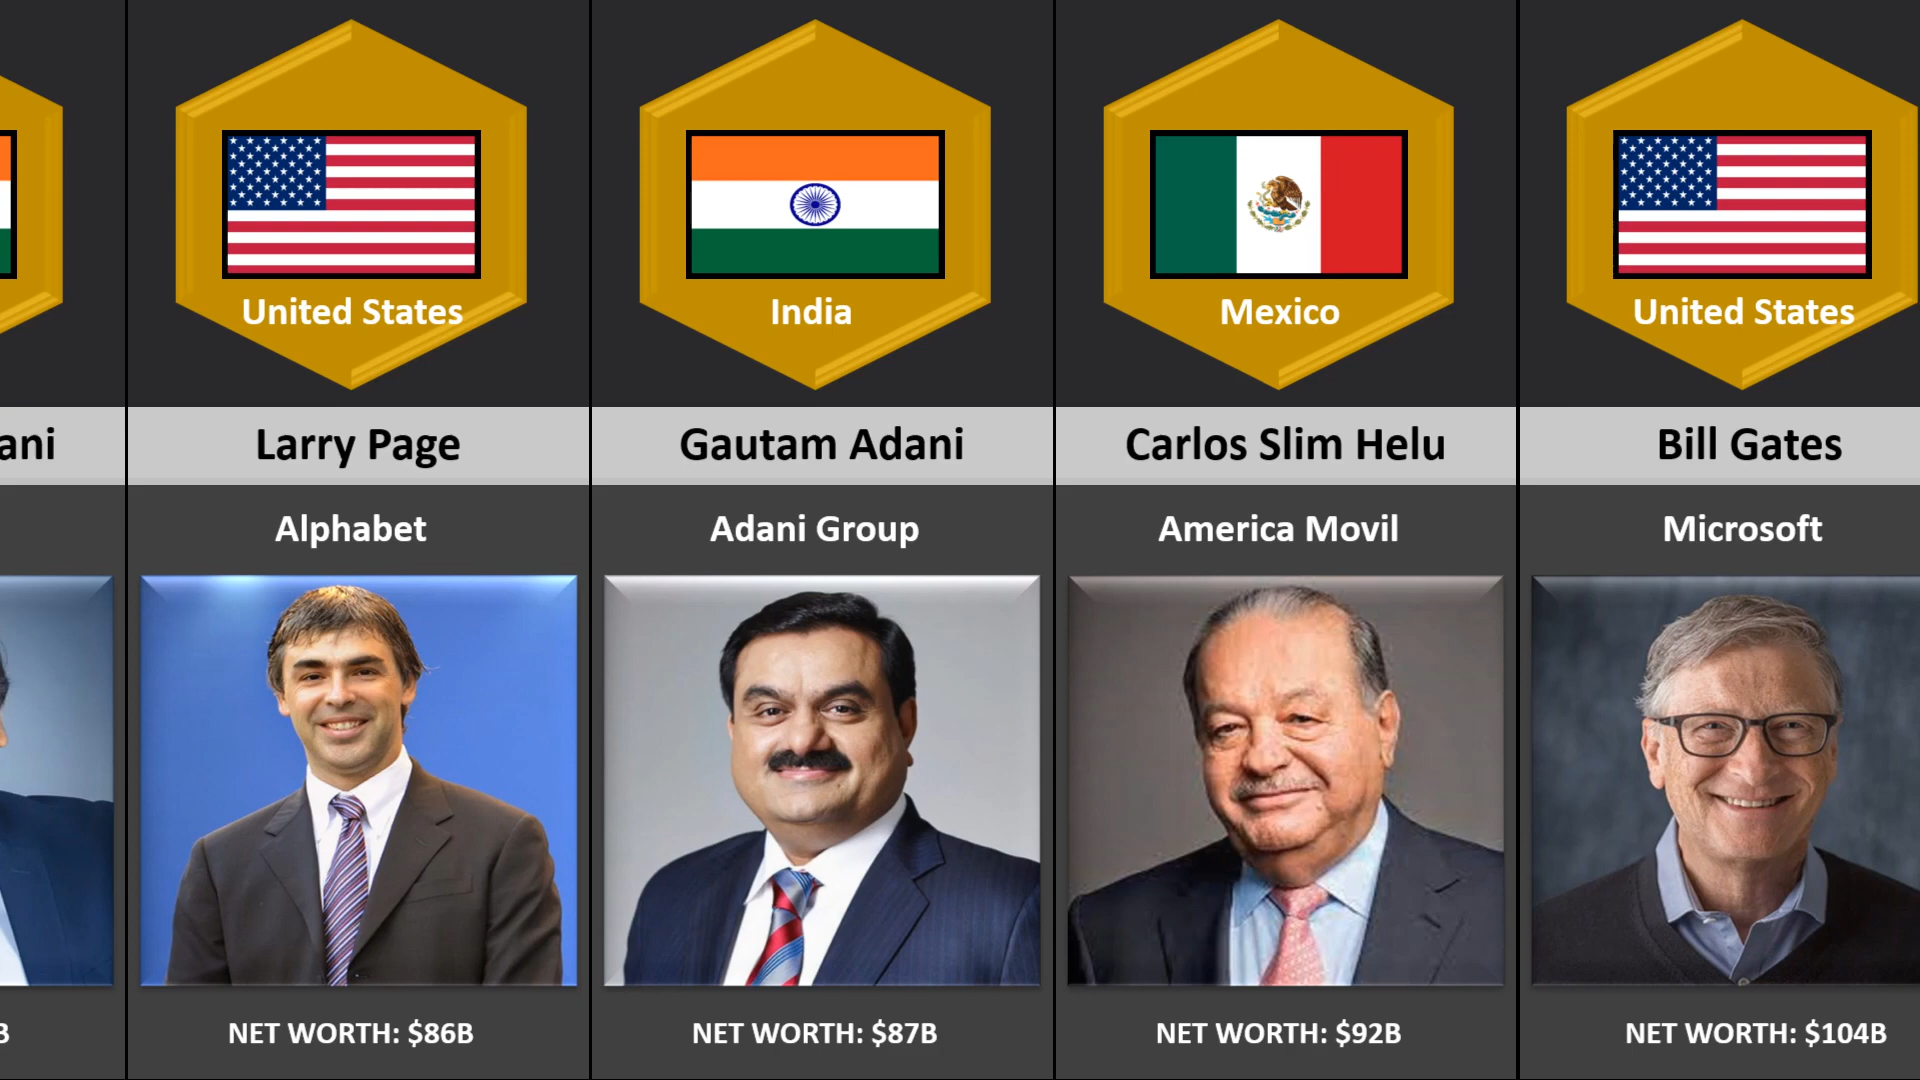 United States
India
Mexico
United States
ani
Larry Page
Gautam Adani
Carlos Slim Helu
Bill Gates
Alphabet
Adani Group
America Movil
Microsoft
B
NET WORTH: $86B
NET WORTH: $87B
NET WORTH: $92B
NET WORTH: $104B